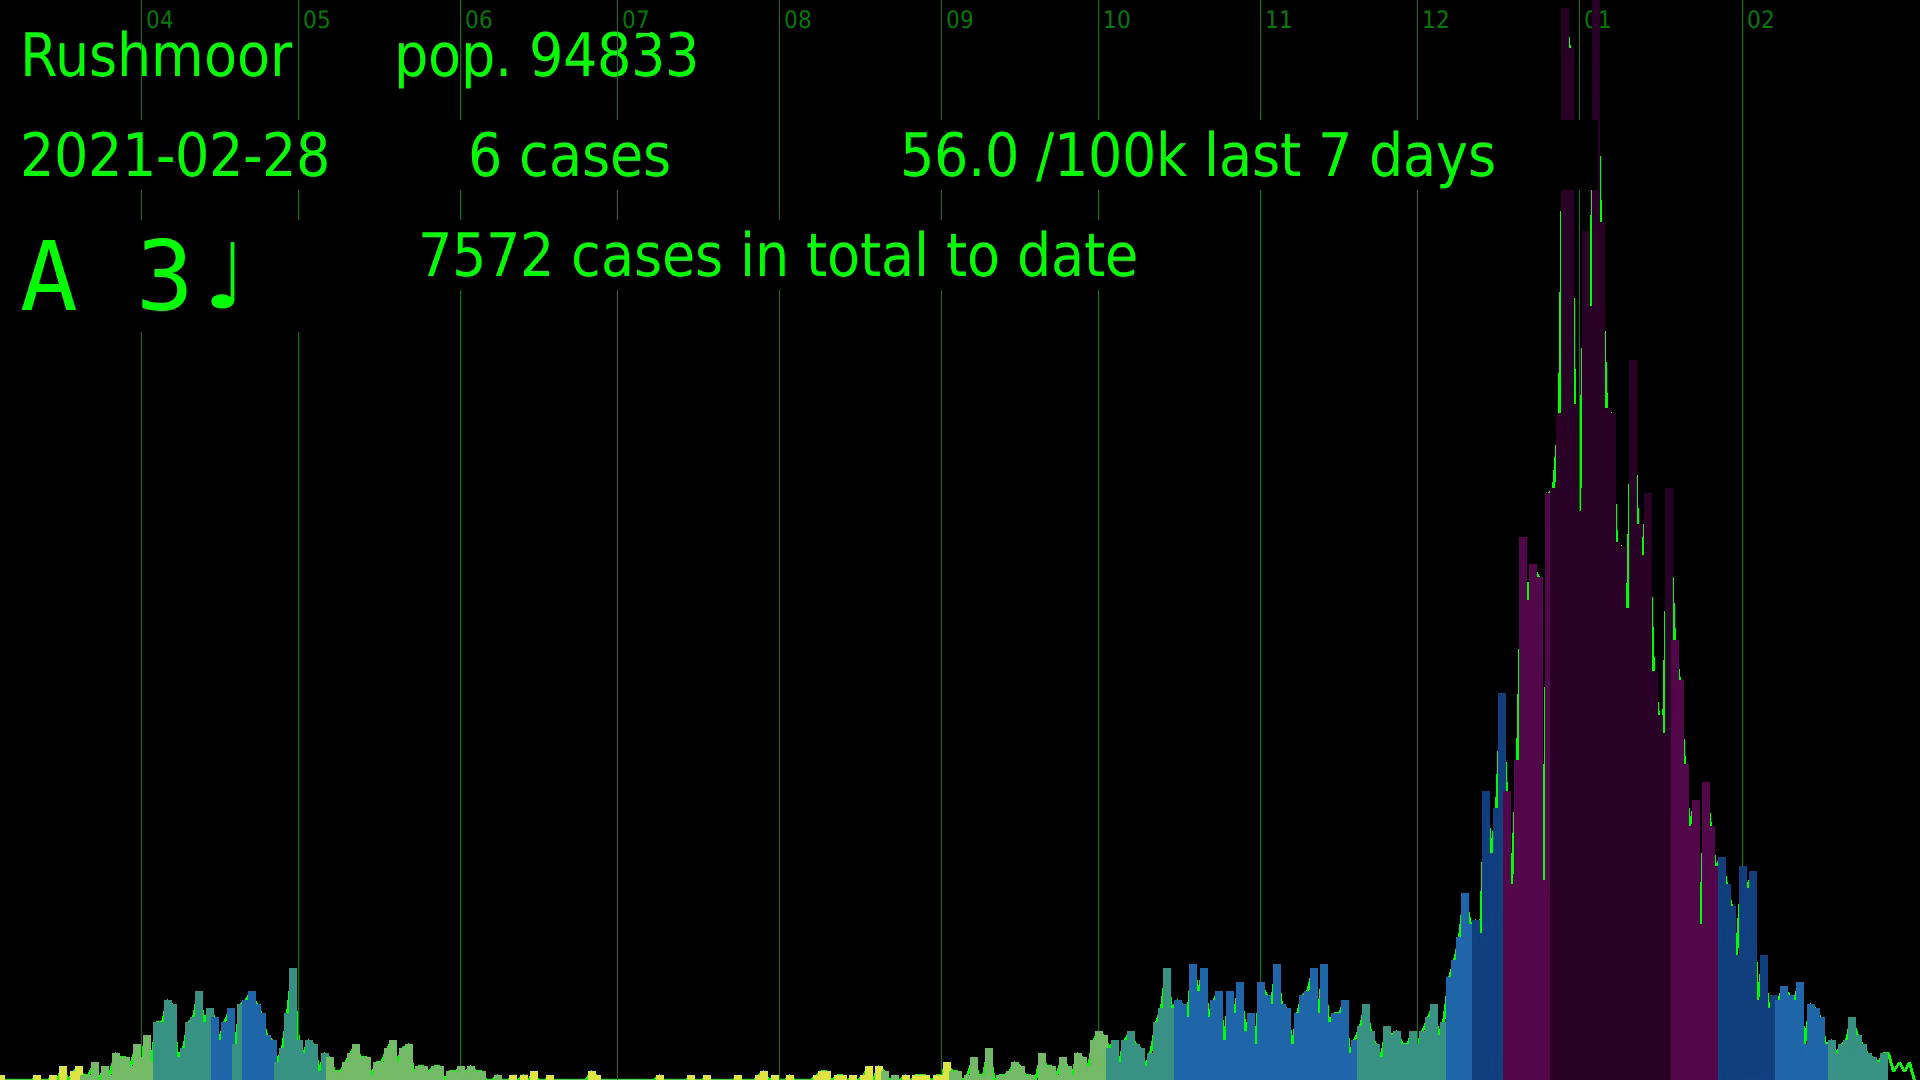 04 05 06 07 08 09 10 11 12 01 02
Rushmoor pop. 94833
2021-02-28 6 cases 56.0 /100k last 7 days
A 3♩ 7572 cases in total to date